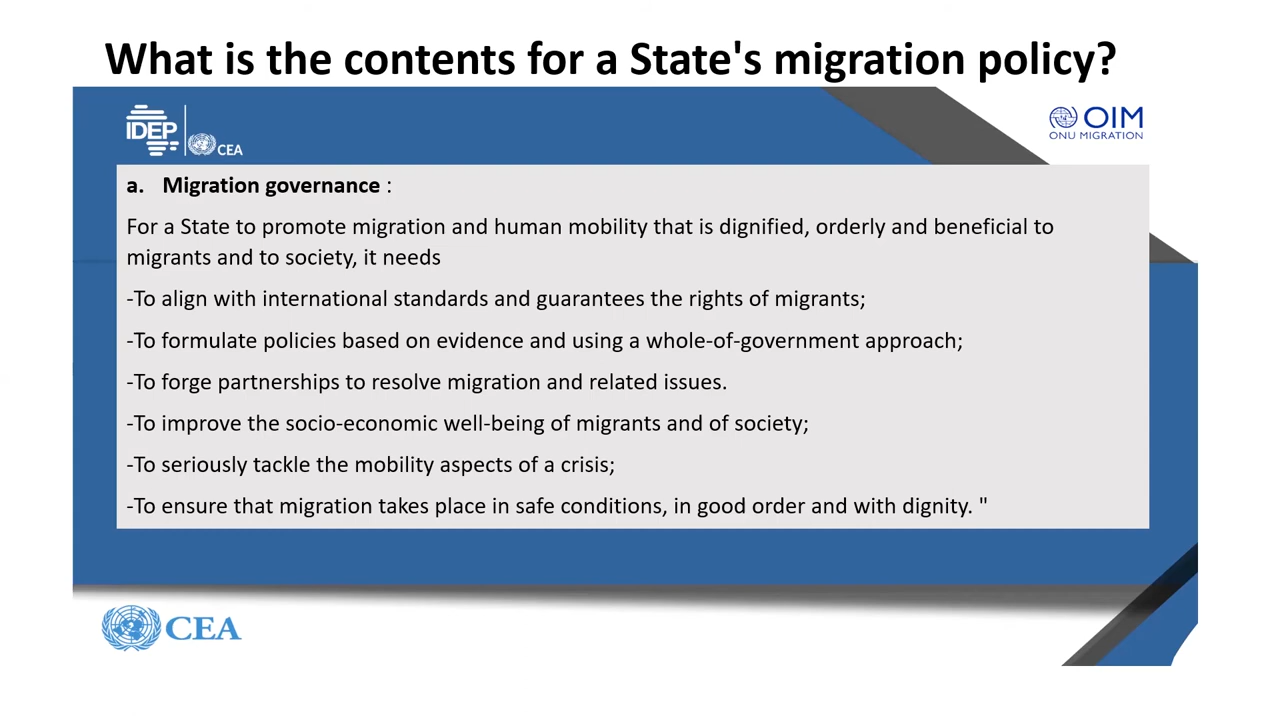 What is the contents for a State's migration policy?
IDEP
CEA
OIM
ONU MIGRATION
a. Migration governance :
For a State to promote migration and human mobility that is dignified, orderly and beneficial to
migrants and to society, it needs
-To align with international standards and guarantees the rights of migrants;
-To formulate policies based on evidence and using a whole-of-government approach;
-To forge partnerships to resolve migration and related issues.
-To improve the socio-economic well-being of migrants and of society;
-To seriously tackle the mobility aspects of a crisis;
-To ensure that migration takes place in safe conditions, in good order and with dignity. "
CEA